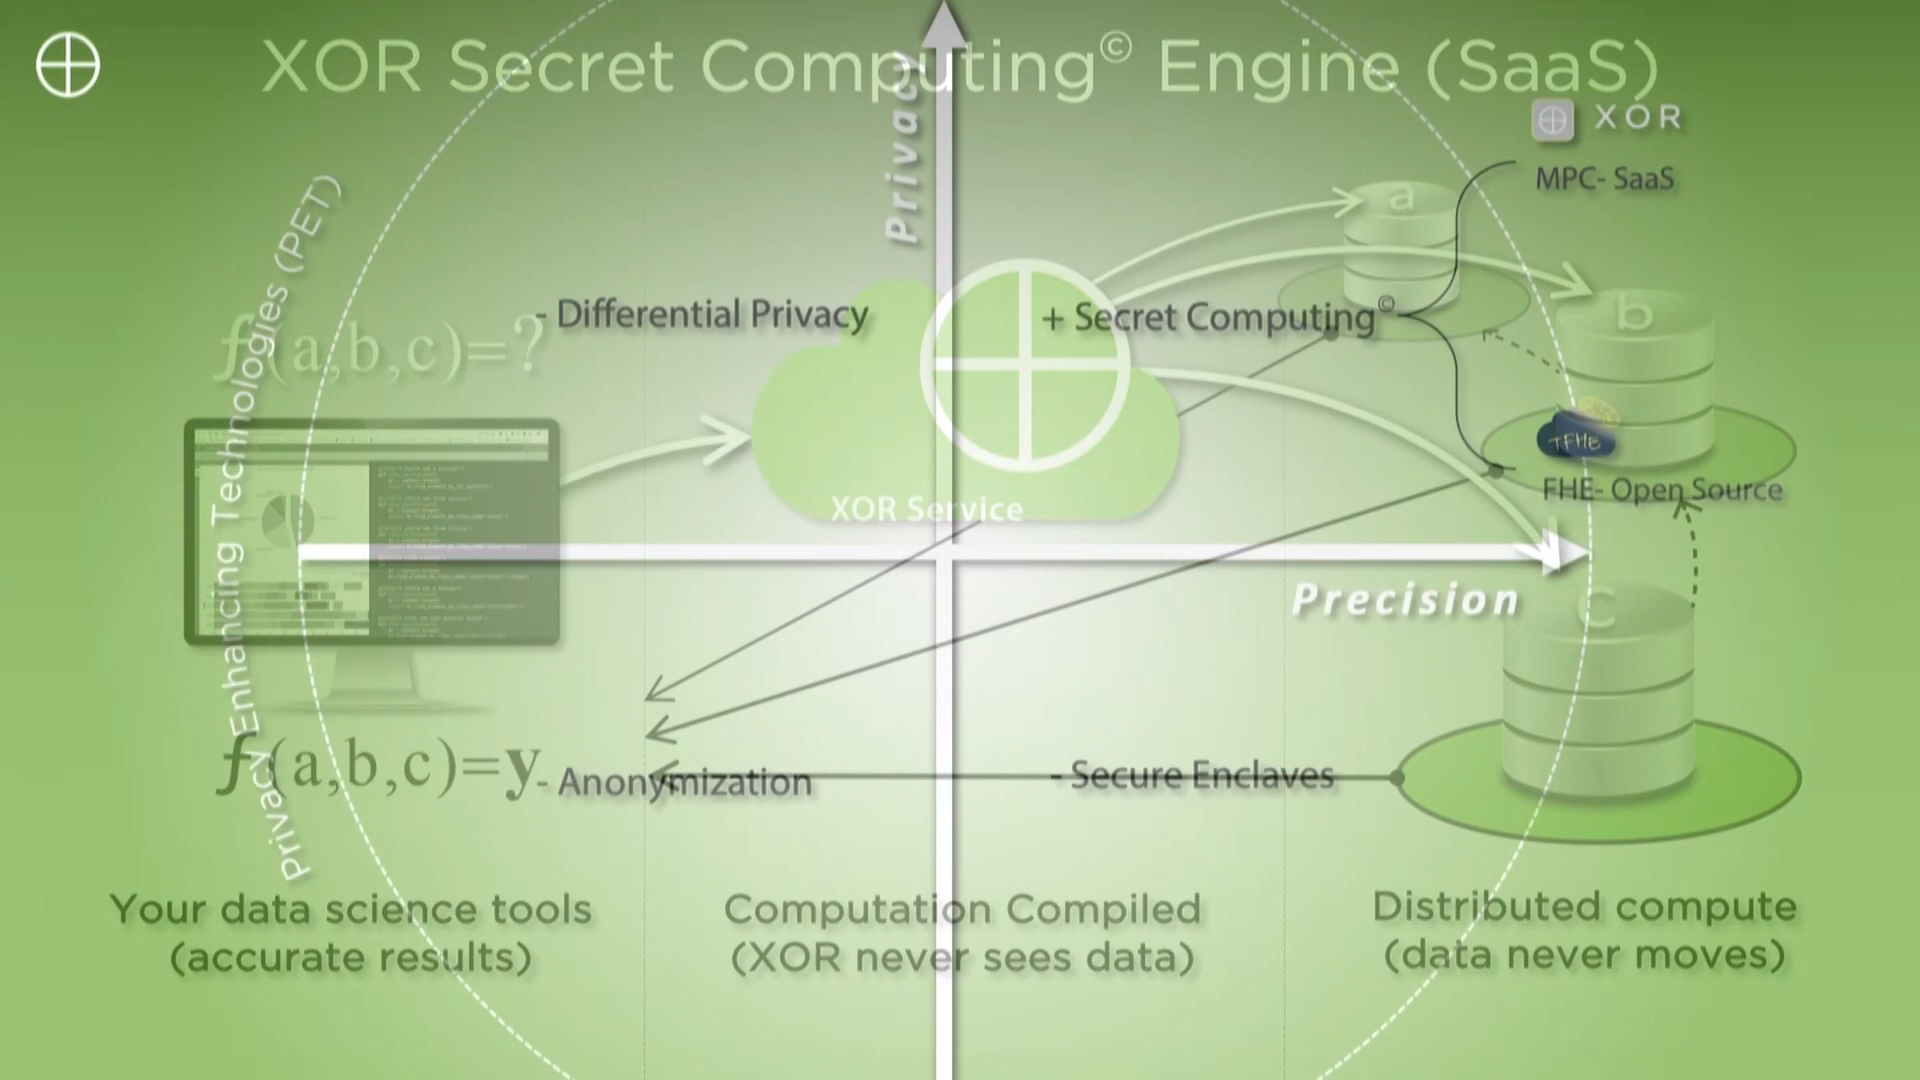 XOR Secret Computing© Engine (SaaS)
XOR
MPC- SaaS
Privacy
Privacy Enhancing Technologies (PET)
a
b
- Differential Privacy
+ Secret Computing©
f(a,b,c)=?
TFHE
FHE- Open Source
XOR Service
Precision
c
f(a,b,c)=y
- Anonymization
- Secure Enclaves
Your data science tools
(accurate results)
Computation Compiled
(XOR never sees data)
Distributed compute
(data never moves)